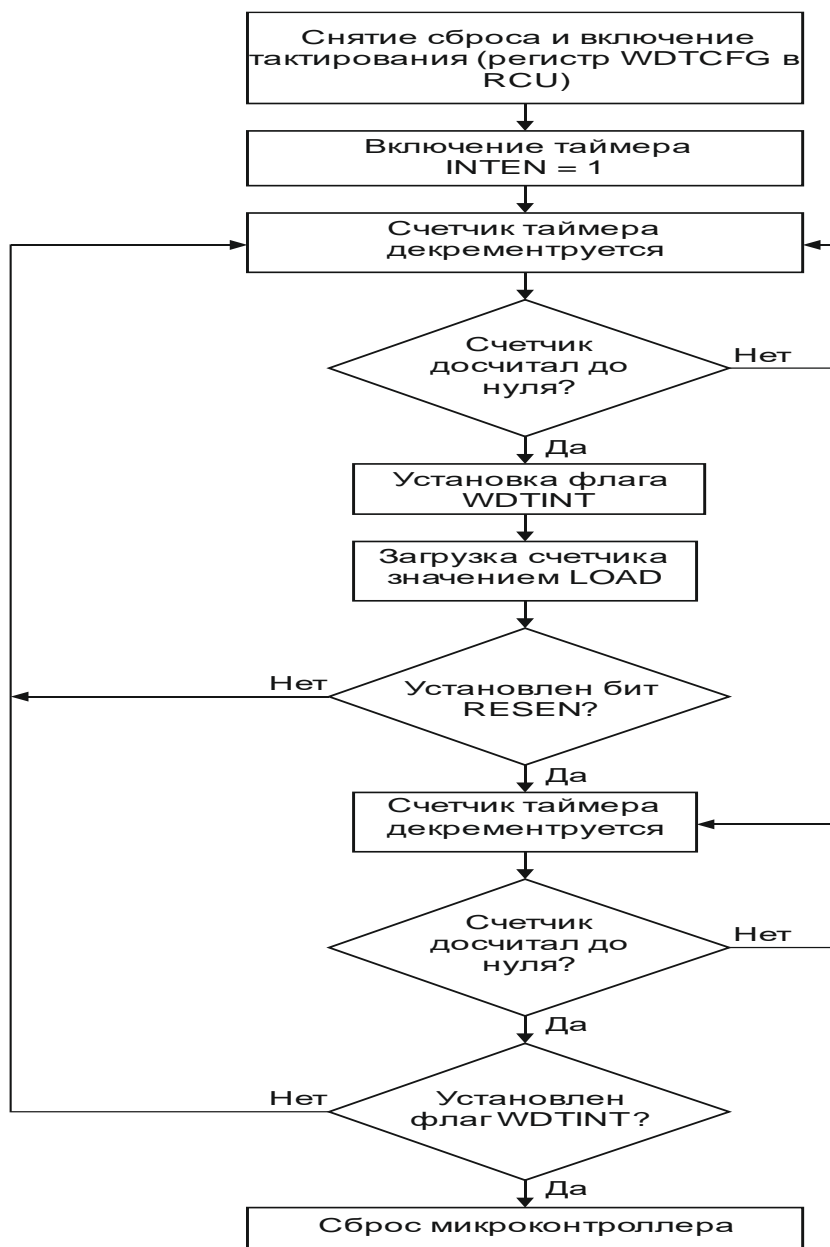 Снятие сброса и включение
тактирования (регистр WDTCFG в
RCU)
Включение таймера
INTEN = 1
Счетчик таймера
декрементруется
Счетчик
досчитал до
нуля?
Нет
Да
Установка флага
WDTINT
Загрузка счетчика
значением LOAD
Нет
Установлен бит
RESEN?
Да
Счетчик таймера
декрементруется
Счетчик
досчитал до
нуля?
Нет
Да
Нет
Установлен
флаг WDTINT?
Да
Сброс микроконтроллера